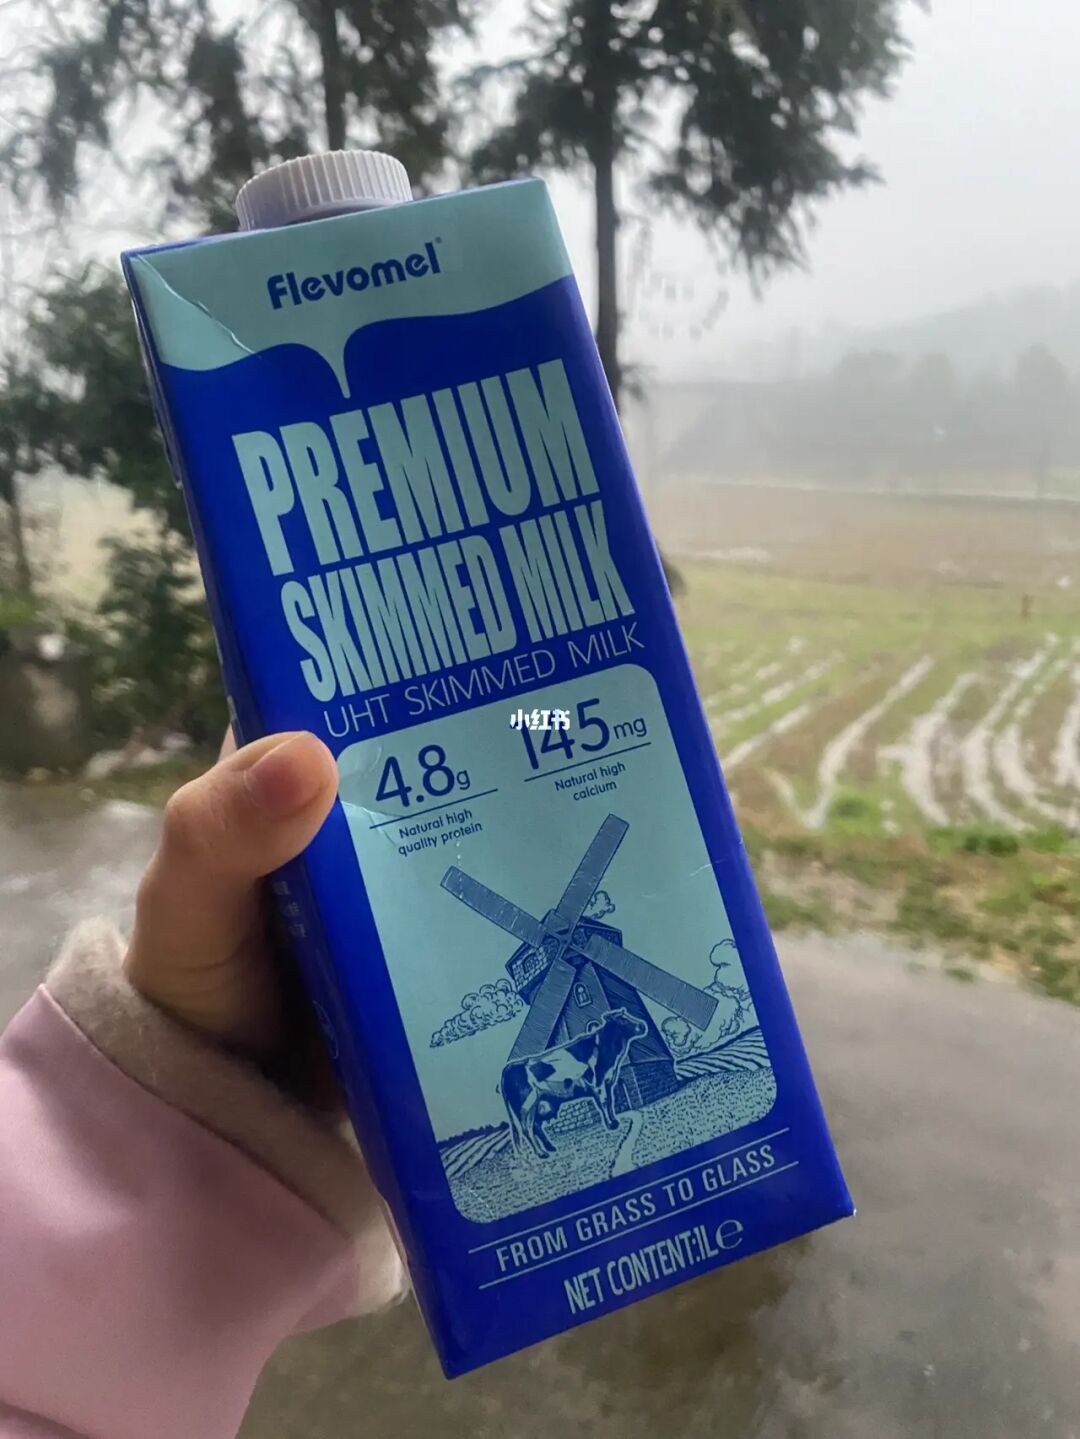 Flevomel®
PREMIUM
SKIMMED MILK
UHT SKIMMED MILK
小红书
4.8g
Natural high
quality protein
145mg
Natural high
calcium
FROM GRASS TO GLASS
NET CONTENT:1L℮